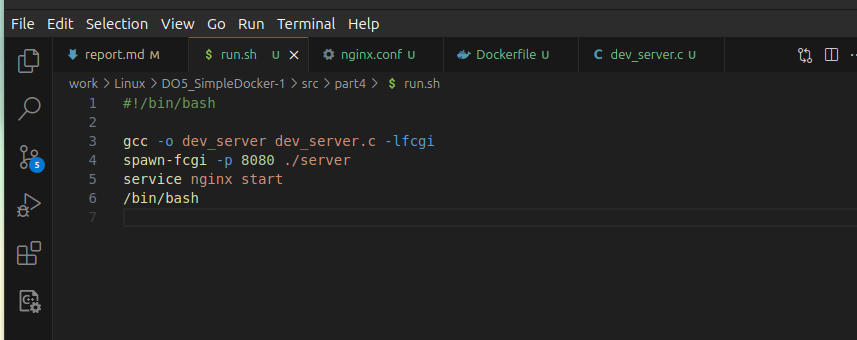 File Edit Selection View Go Run Terminal Help
report.md M $ run.sh U nginx.conf U Dockerfile U C dev_server.c U
work > Linux > DO5_SimpleDocker-1 > src > part4 > $ run.sh
1 #!/bin/bash
2
3 gcc -o dev_server dev_server.c -lfcgi
4 spawn-fcgi -p 8080 ./server
5 service nginx start
6 /bin/bash
7
5